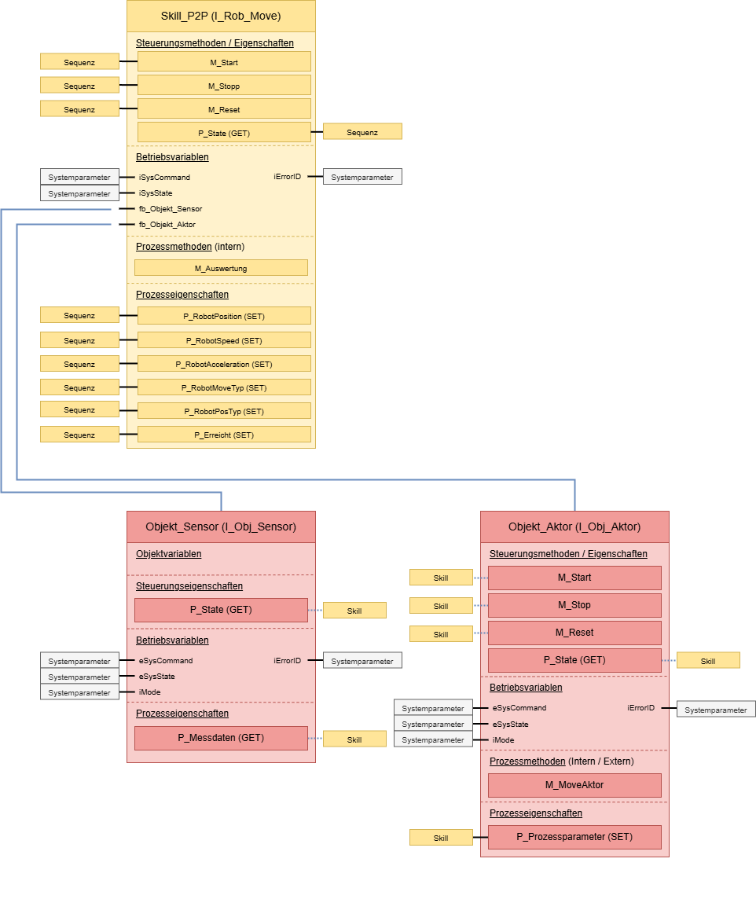 Skill_P2P (I_Rob_Move)
Steuerungsmethoden / Eigenschaften
Sequenz M_Start
Sequenz M_Stopp
Sequenz M_Reset
P_State (GET) Sequenz
Betriebsvariablen
Systemparameter iSysCommand iErrorID Systemparameter
Systemparameter iSysState
fb_Objekt_Sensor
fb_Objekt_Aktor
Prozessmethoden (intern)
M_Auswertung
Prozesseigenschaften
Sequenz P_RobotPosition (SET)
Sequenz P_RobotSpeed (SET)
Sequenz P_RobotAcceleration (SET)
Sequenz P_RobotMoveTyp (SET)
Sequenz P_RobotPosTyp (SET)
Sequenz P_Erreicht (SET)
Objekt_Sensor (I_Obj_Sensor)
Objektvariablen
Steuerungseigenschaften
P_State (GET) Skill
Betriebsvariablen
Systemparameter eSysCommand iErrorID Systemparameter
Systemparameter eSysState
Systemparameter iMode
Prozesseigenschaften
P_Messdaten (GET) Skill
Objekt_Aktor (I_Obj_Aktor)
Steuerungsmethoden / Eigenschaften
Skill M_Start
Skill M_Stop
Skill M_Reset
P_State (GET) Skill
Betriebsvariablen
Systemparameter eSysCommand iErrorID Systemparameter
Systemparameter eSysState
Systemparameter iMode
Prozessmethoden (Intern / Extern)
M_MoveAktor
Prozesseigenschaften
Skill P_Prozessparameter (SET)